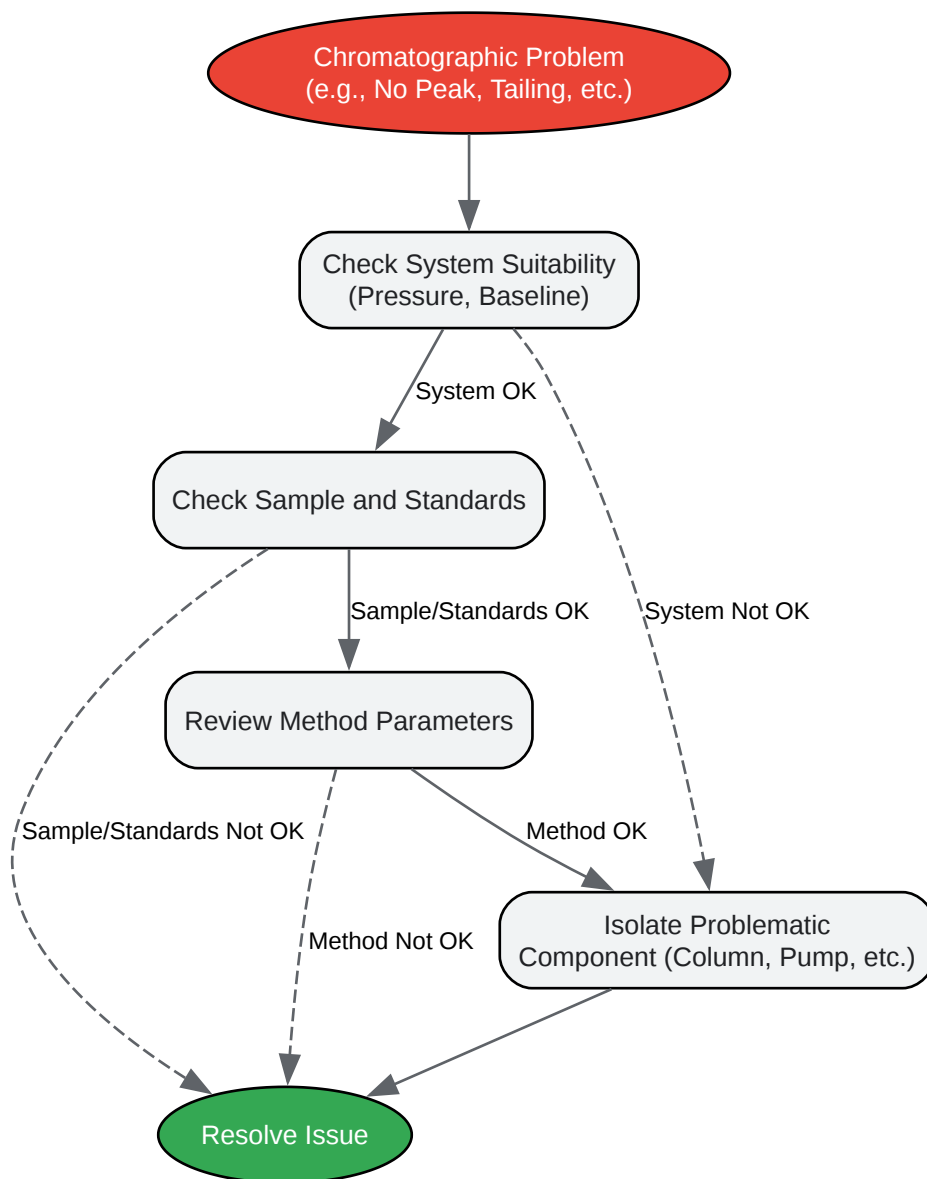 Chromatographic Problem
(e.g., No Peak, Tailing, etc.)
Check System Suitability
(Pressure, Baseline)
System OK
Check Sample and Standards
Sample/Standards OK
System Not OK
Review Method Parameters
Sample/Standards Not OK
Method OK
Isolate Problematic
Component (Column, Pump, etc.)
Method Not OK
Resolve Issue